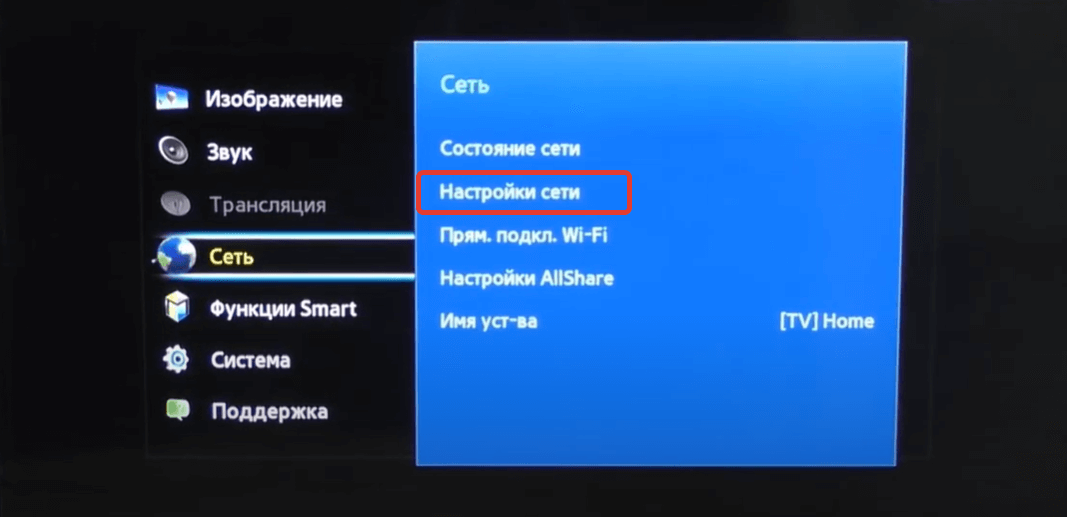 Изображение
Звук
Трансляция
Сеть
Функции Smart
Система
Поддержка
Сеть
Состояние сети
Настройки сети
Прям. подкл. Wi-Fi
Настройки AllShare
Имя уст-ва [TV] Home